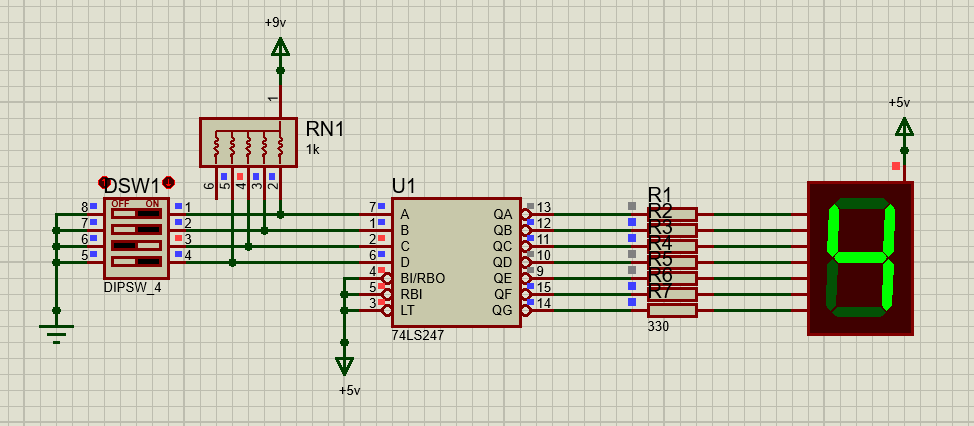 +9v
+5v
1
RN1
1k
6 5 4 3 2
DSW1
OFF ON
8 1
7 2
6 3
5 4
DIPSW_4
U1
7 A QA 13
1 B QB 12
2 C QC 11
6 D QD 10
4 BI/RBO QE 9
5 RBI QF 15
3 LT QG 14
74LS247
R1
R2
R3
R4
R5
R6
R7
330
+5v
4